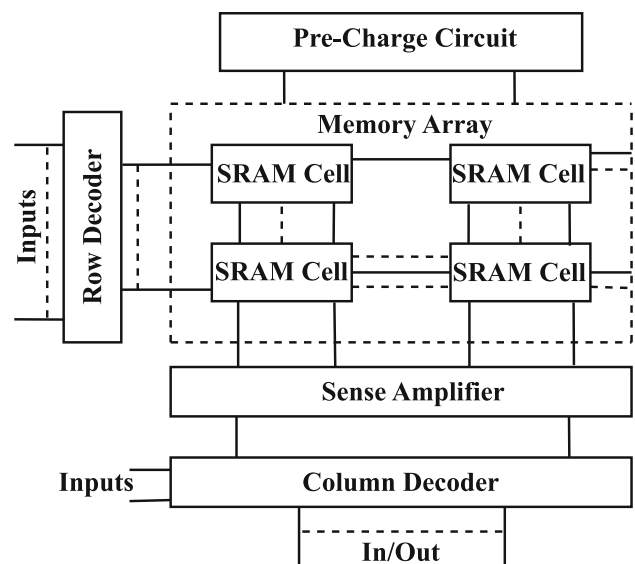 Pre-Charge Circuit
Memory Array
SRAM Cell
SRAM Cell
Inputs
Row Decoder
SRAM Cell
SRAM Cell
Sense Amplifier
Inputs
Column Decoder
In/Out